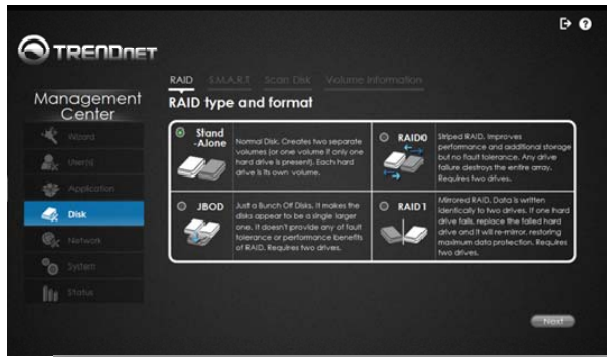 TRENDNET
RAID S.M.A.R.T Scan Disk Volume Information
Management
Center
RAID type and format
Wizard
User(s)
Application
Disk
Network
System
Status
Stand
-Alone
Normal Disk. Creates two separate
volumes (or one volume if only one
hard drive is present). Each hard
drive is its own volume.
RAID0
Striped RAID. Improves
performance and additional storage
but no fault tolerance. Any drive
failure destroys the entire array.
Requires two drives.
JBOD
Just a Bunch Of Disks. It makes the
disks appear to be a single larger
one. It doesn't provide any of fault
tolerance or performance benefits
of RAID. Requires two drives.
RAID1
Mirrored RAID. Data is written
identically to two drives. If one hard
drive fails, replace the failed hard
drive and it will re-mirror, restoring
maximum data protection. Requires
two drives.
Next